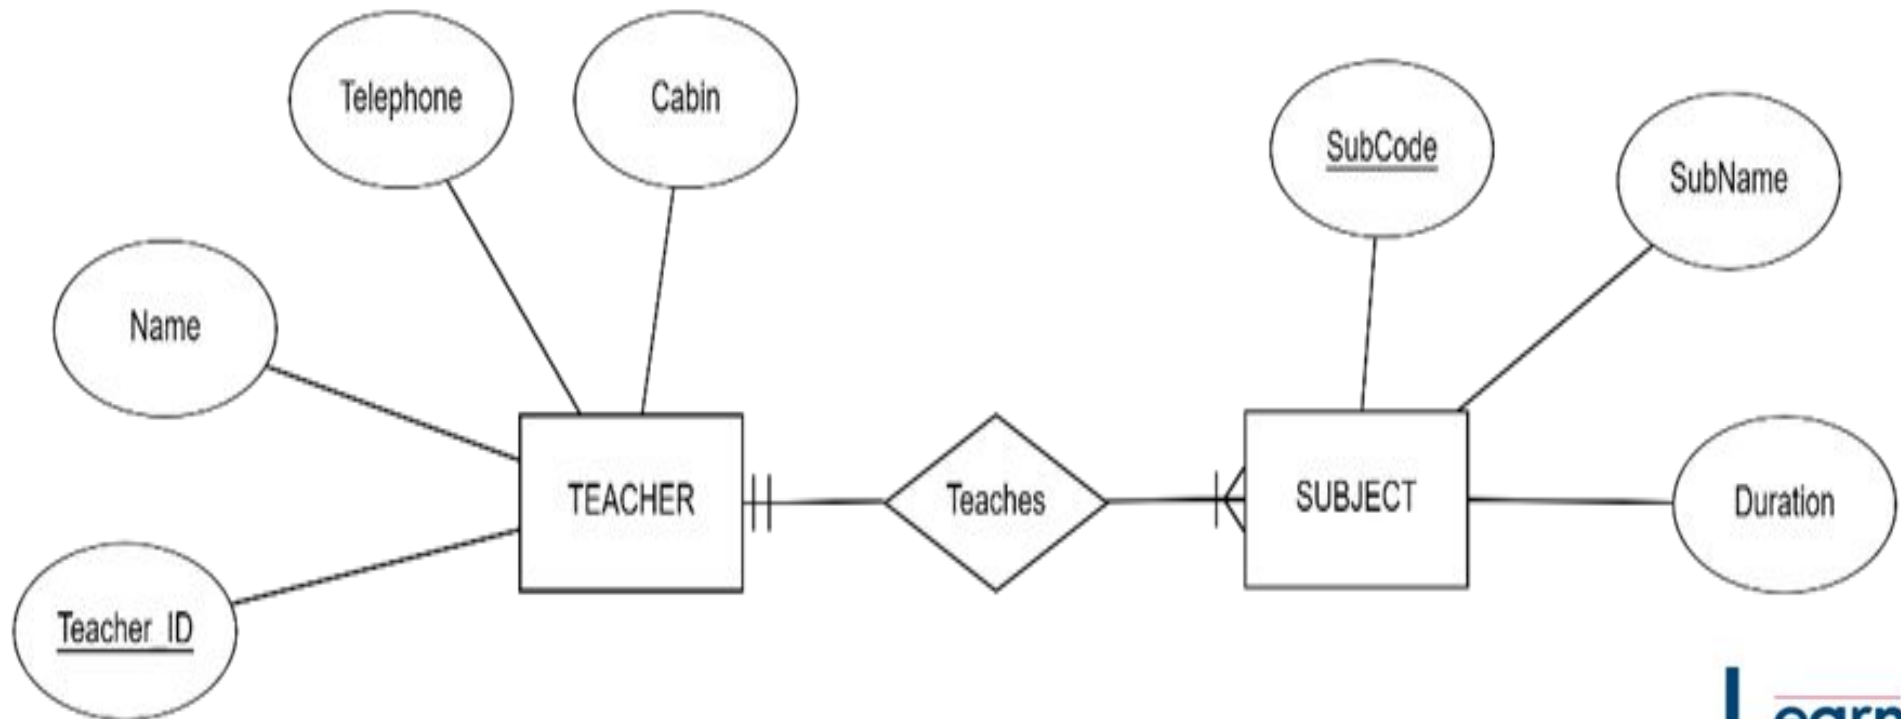 Telephone
Cabin
SubCode
SubName
Name
TEACHER
Teaches
SUBJECT
Duration
Teacher_ID